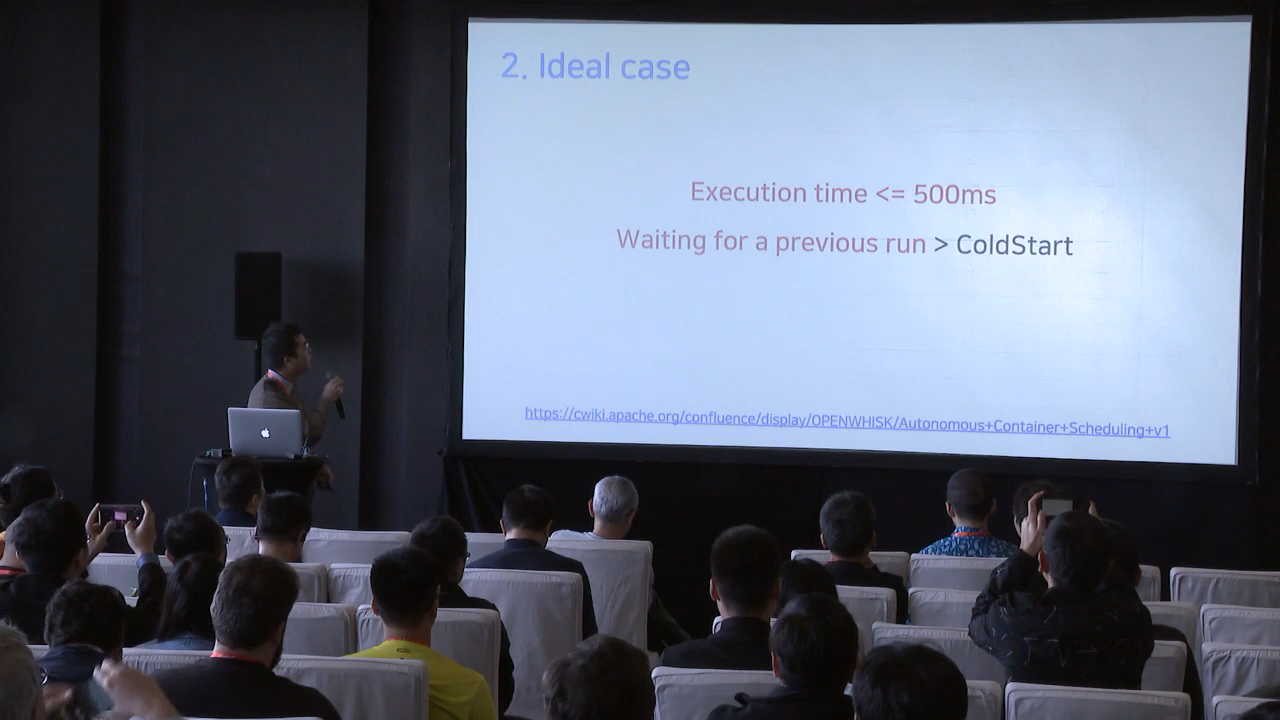 2. Ideal case
Execution time <= 500ms
Waiting for a previous run > ColdStart
https://cwiki.apache.org/confluence/display/OPENWHISK/Autonomous+Container+Scheduling+v1